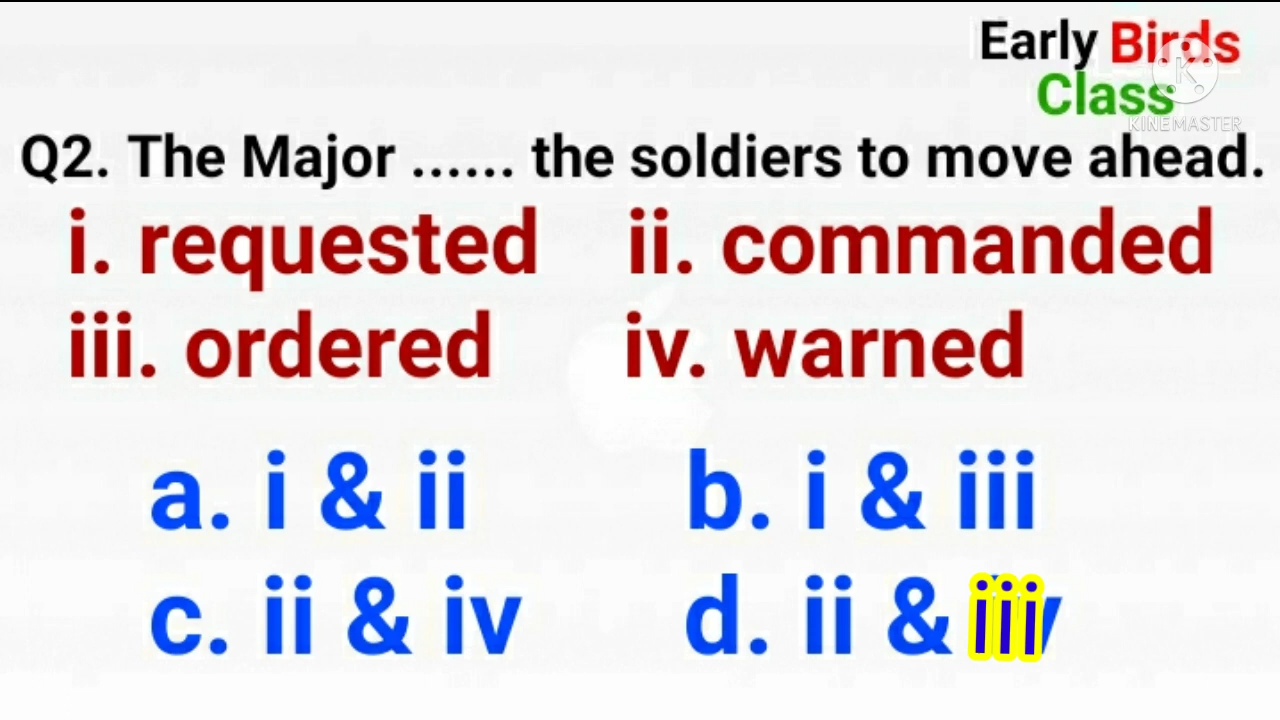 Early Birds
Class
KINEMASTER
Q2. The Major ...... the soldiers to move ahead.
i. requested ii. commanded
iii. ordered iv. warned
a. i & ii b. i & iii
c. ii & iv d. ii & iii